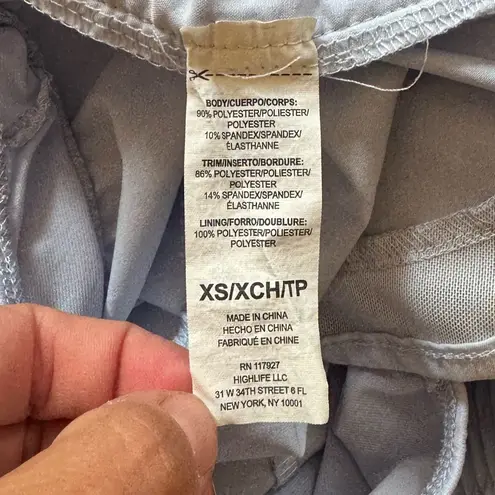 BODY/CUERPO/CORPS:
90% POLYESTER/POLIESTER/
POLYESTER
10% SPANDEX/SPANDEX/
ÉLASTHANNE
TRIM/INSERTO/BORDURE:
86% POLYESTER/POLIESTER/
POLYESTER
14% SPANDEX/SPANDEX/
ÉLASTHANNE
LINING/FORRO/DOUBLURE:
100% POLYESTER/POLIESTER/
POLYESTER
XS/XCH/TP
MADE IN CHINA
HECHO EN CHINA
FABRIQUÉ EN CHINE
RN 117927
HIGHLIFE LLC
31 W 34TH STREET 6 FL
NEW YORK, NY 10001